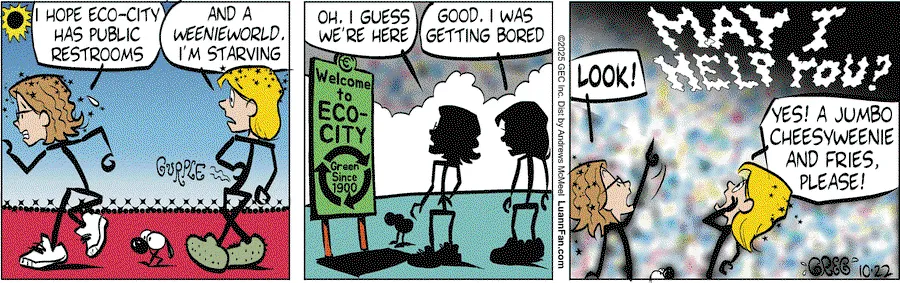 I HOPE ECO-CITY
HAS PUBLIC
RESTROOMS
AND A
WEENIEWORLD.
I'M STARVING
GURPLE
OH. I GUESS
WE'RE HERE
GOOD. I WAS
GETTING BORED
Welcome
to
ECO-
CITY
Green
Since
1900
©2025 GEC Inc. Dist by Andrews McMeel LuannFan.com
MAY I
HELP YOU?
LOOK!
YES! A JUMBO
CHEESYWEENIE
AND FRIES,
PLEASE!
GREG 10·22